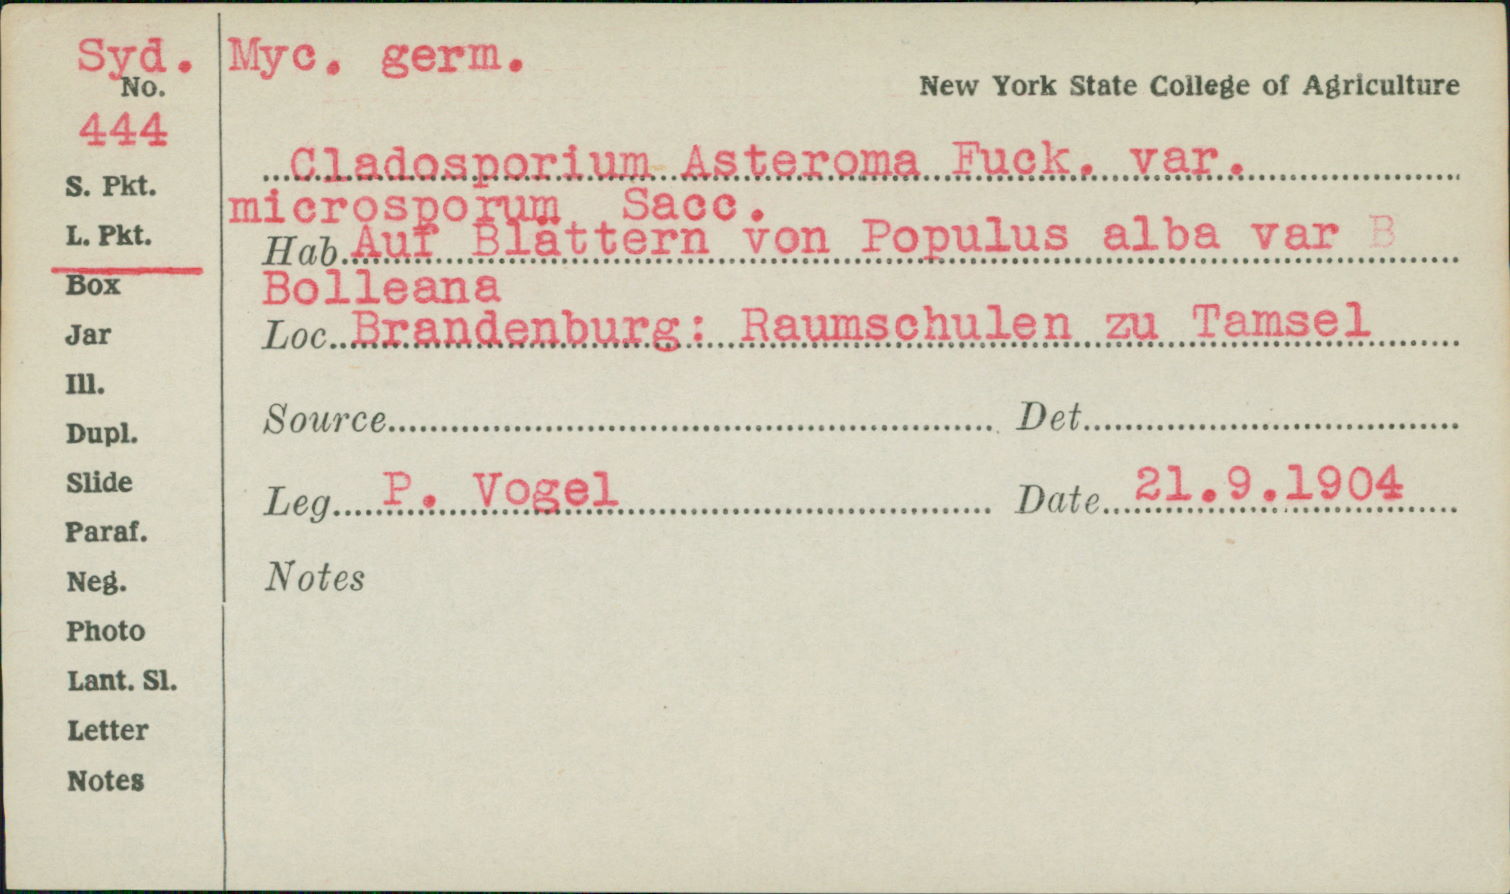 Syd. Myc. germ.
No.
New York State College of Agriculture
444
Cladosporium Asteroma Fuck. var.
S. Pkt.
microsporum Sacc.
L. Pkt.
Hab. Auf Blättern von Populus alba var B
Box
Bolleana
Jar
Loc. Brandenburg: Raumschulen zu Tamsel
Ill.
Dupl.
Source
Det
Slide
Leg. P. Vogel
Date 21.9.1904
Paraf.
Neg.
Notes
Photo
Lant. Sl.
Letter
Notes